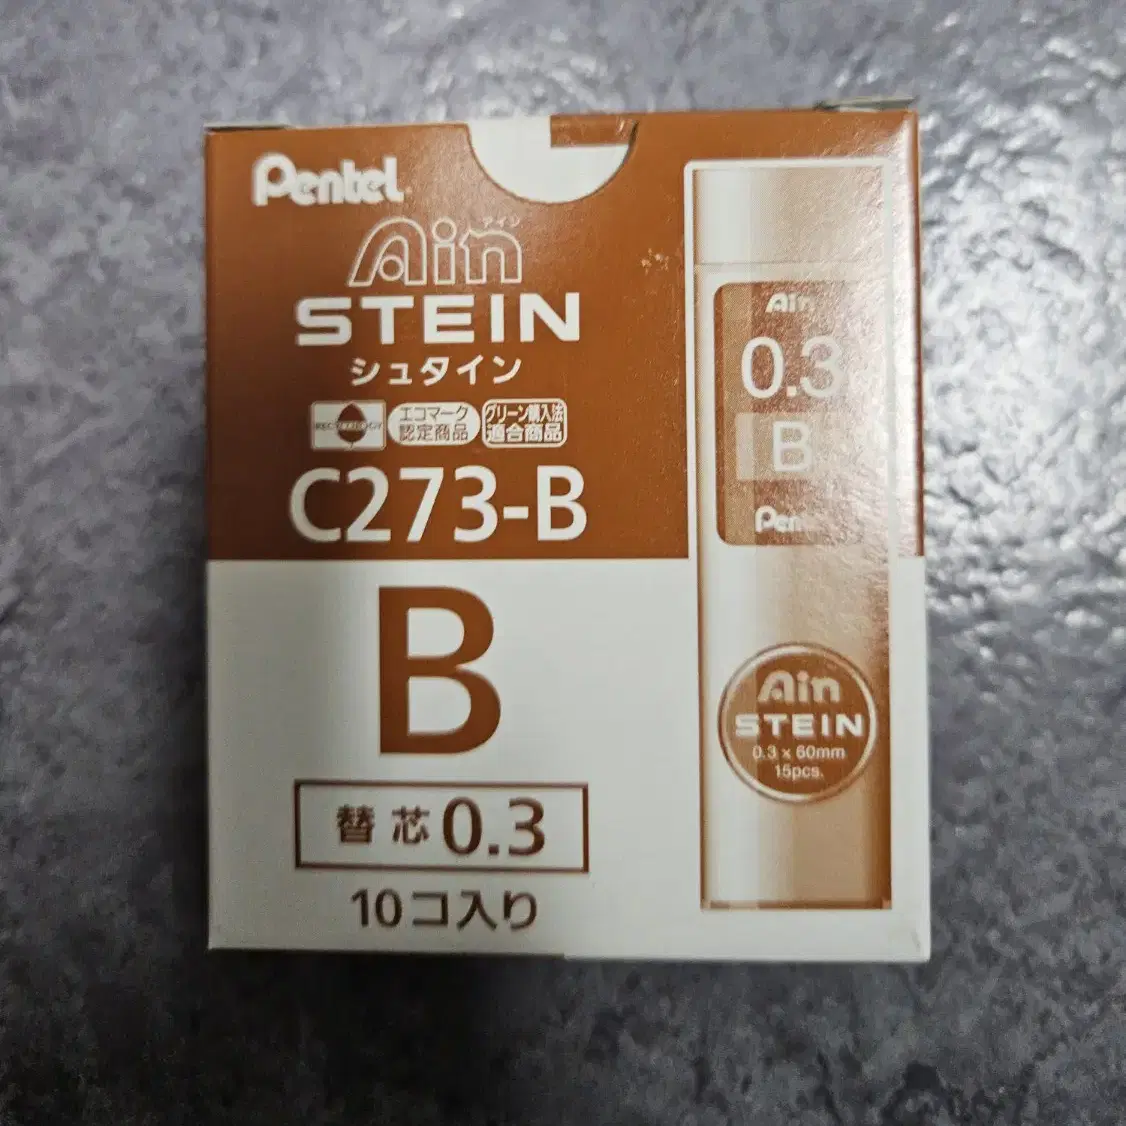 Pentel
アイン
Ain
STEIN
シュタイン
RECYCLOLOGY
エコマーク
認定商品
グリーン購入法
適合商品
C273-B
B
替芯 0.3
10コ入り
Ain
0.3
B
Ain
STEIN
0.3 x 60mm
15pcs.